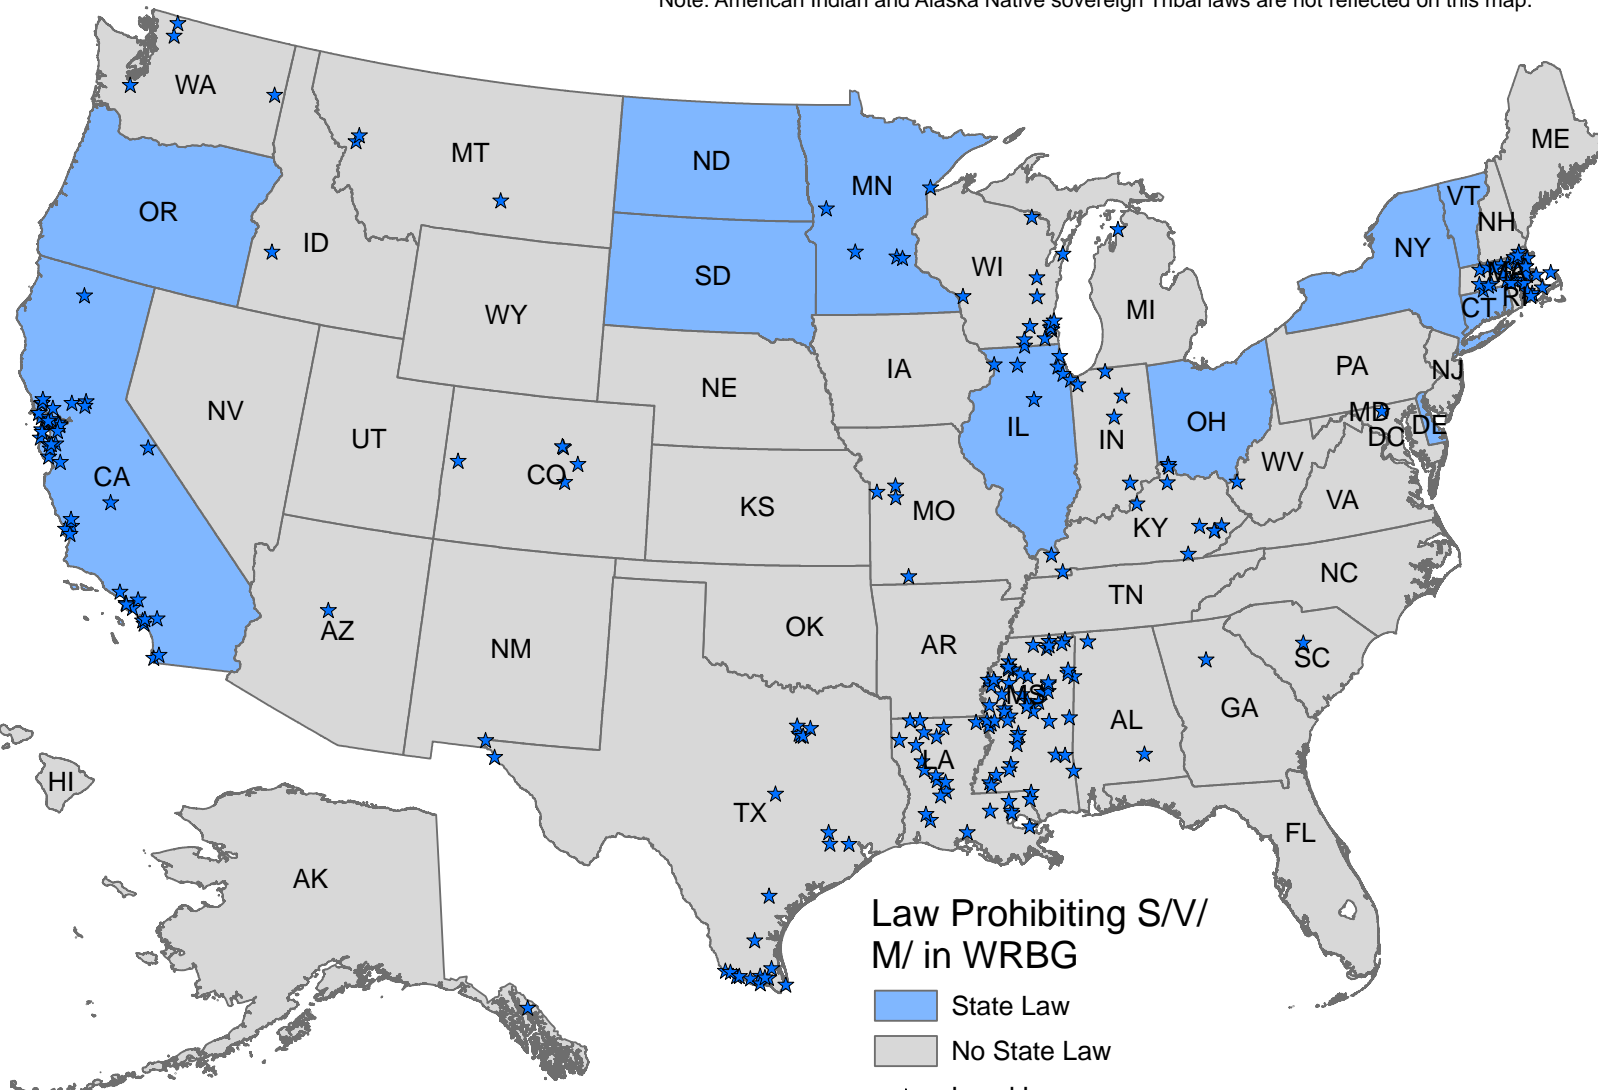 Note: American Indian and Alaska Native sovereign Tribal laws are not reflected on this map.
WA
MT
ND
MN
ME
OR
ID
SD
WI
VT
NH
NY
MA
WY
MI
CT
RI
NV
UT
NE
IA
PA
NJ
CA
CO
IL
IN
OH
MD
DE
DC
WV
KS
MO
KY
VA
AZ
NM
OK
AR
TN
NC
SC
MS
AL
GA
HI
LA
TX
FL
AK
Law Prohibiting S/V/
M/ in WRBG
State Law
No State Law